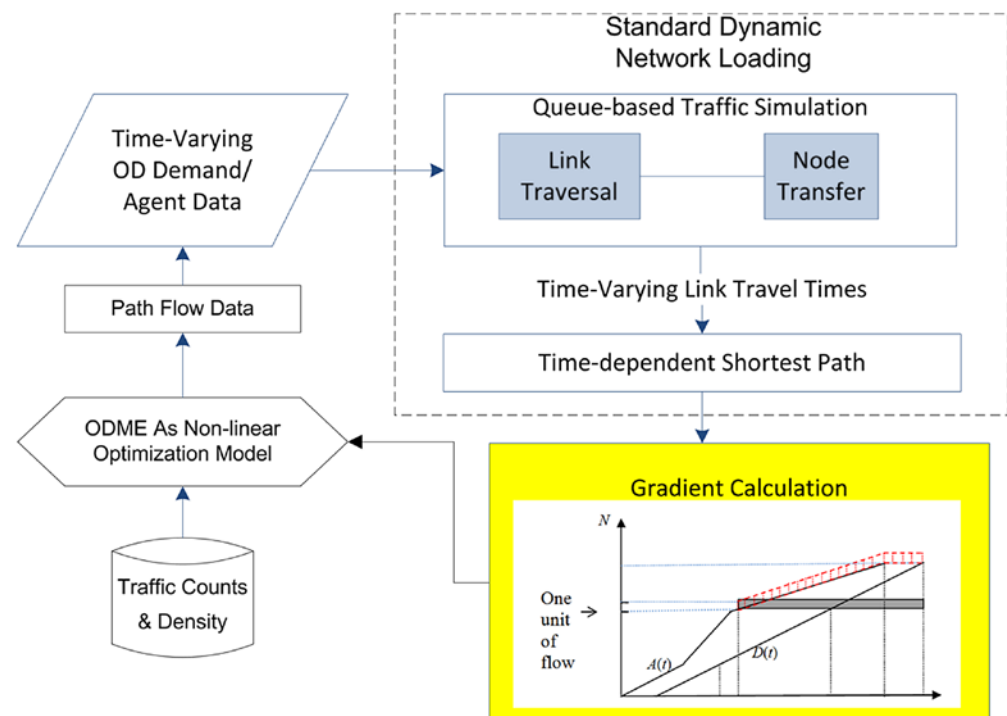 Standard Dynamic
Network Loading
Queue-based Traffic Simulation
Link
Traversal
Node
Transfer
Time-Varying
OD Demand/
Agent Data
Time-Varying Link Travel Times
Path Flow Data
Time-dependent Shortest Path
ODME As Non-linear
Optimization Model
Gradient Calculation
Traffic Counts
& Density
N
One
unit
of
flow
A(t)
D(t)